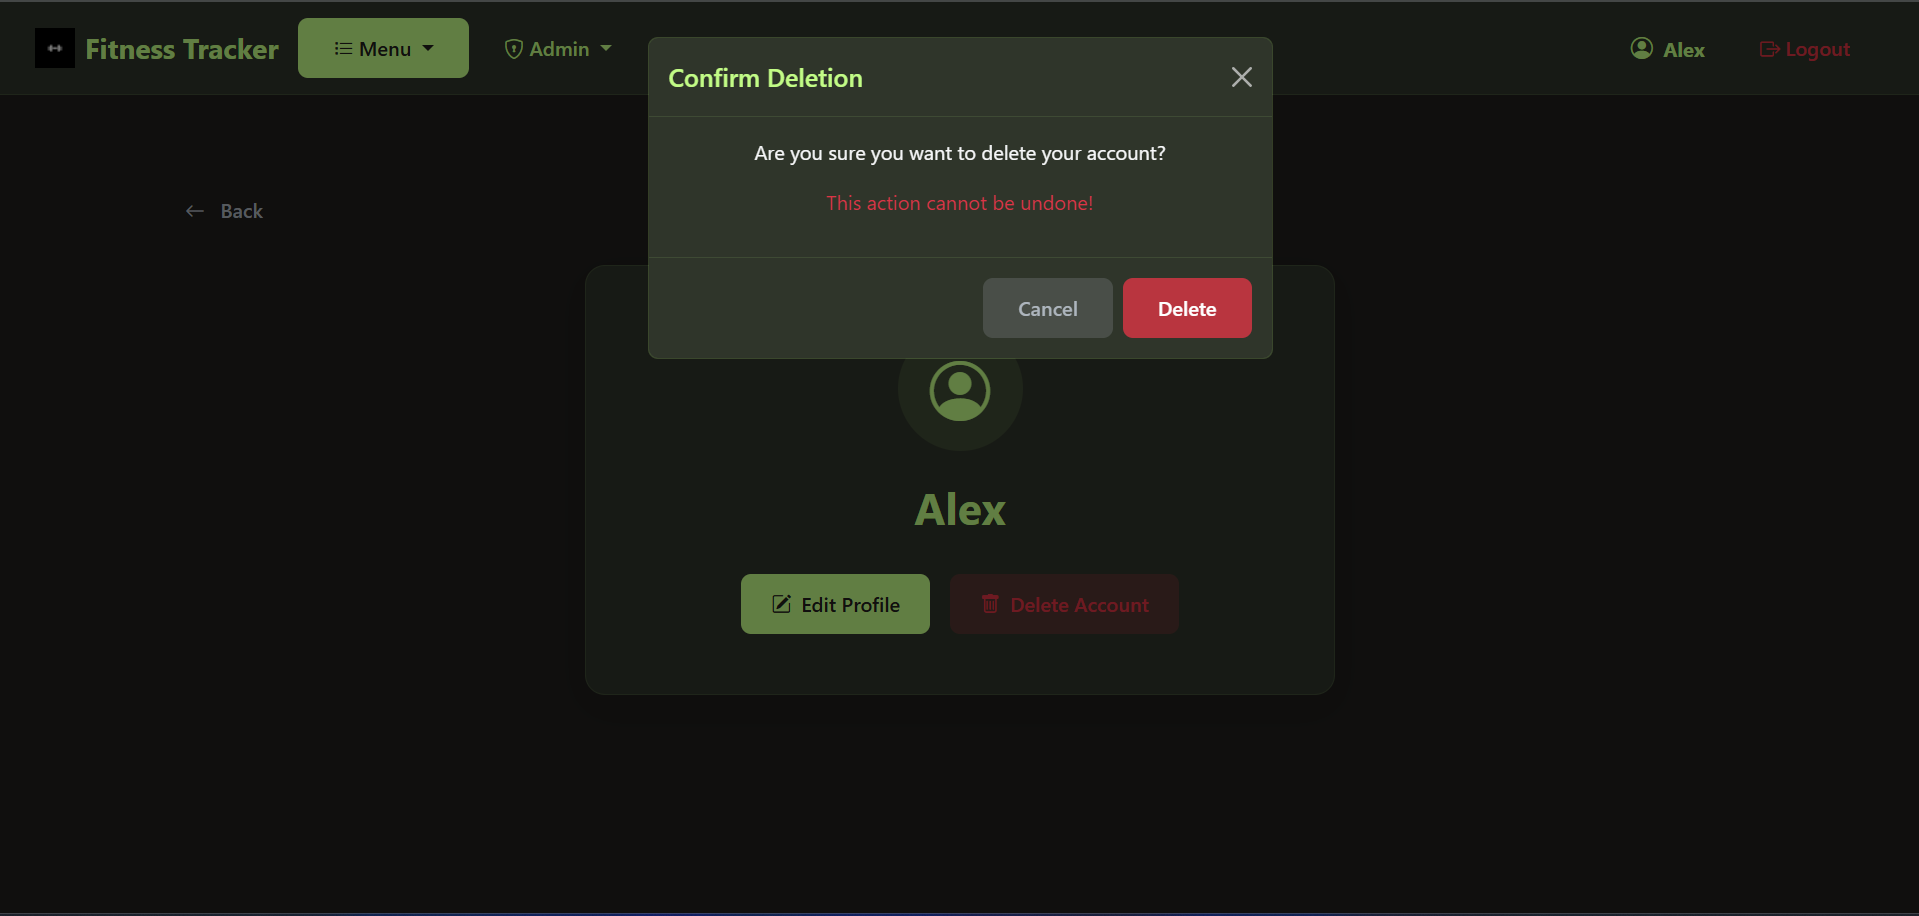 Fitness Tracker
Menu
Admin
Alex
Logout
Confirm Deletion
Are you sure you want to delete your account?
This action cannot be undone!
Cancel
Delete
Back
Alex
Edit Profile
Delete Account